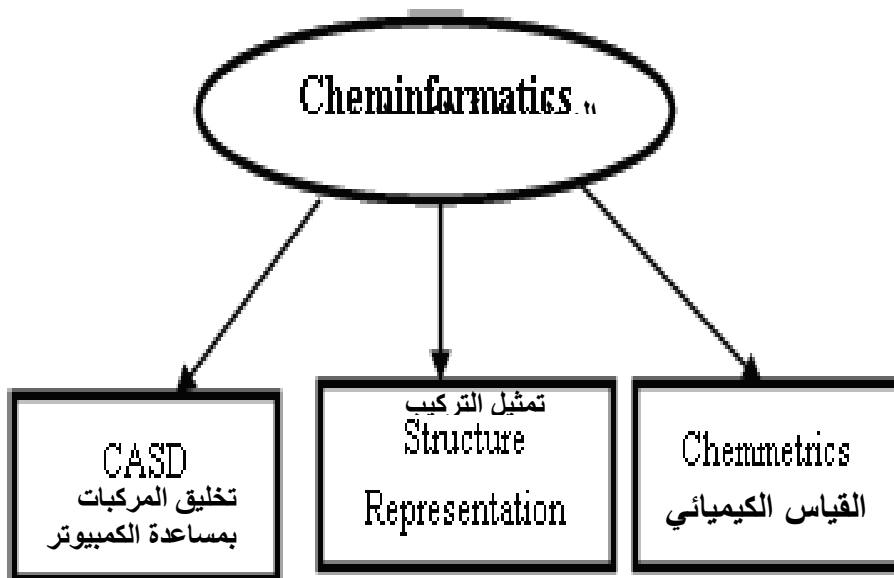 Cheminformatics
CASD
تخليق المركبات
بمساعدة الكمبيوتر
تمثيل التركيب
Structure
Representation
Chemmetrics
القياس الكيميائي